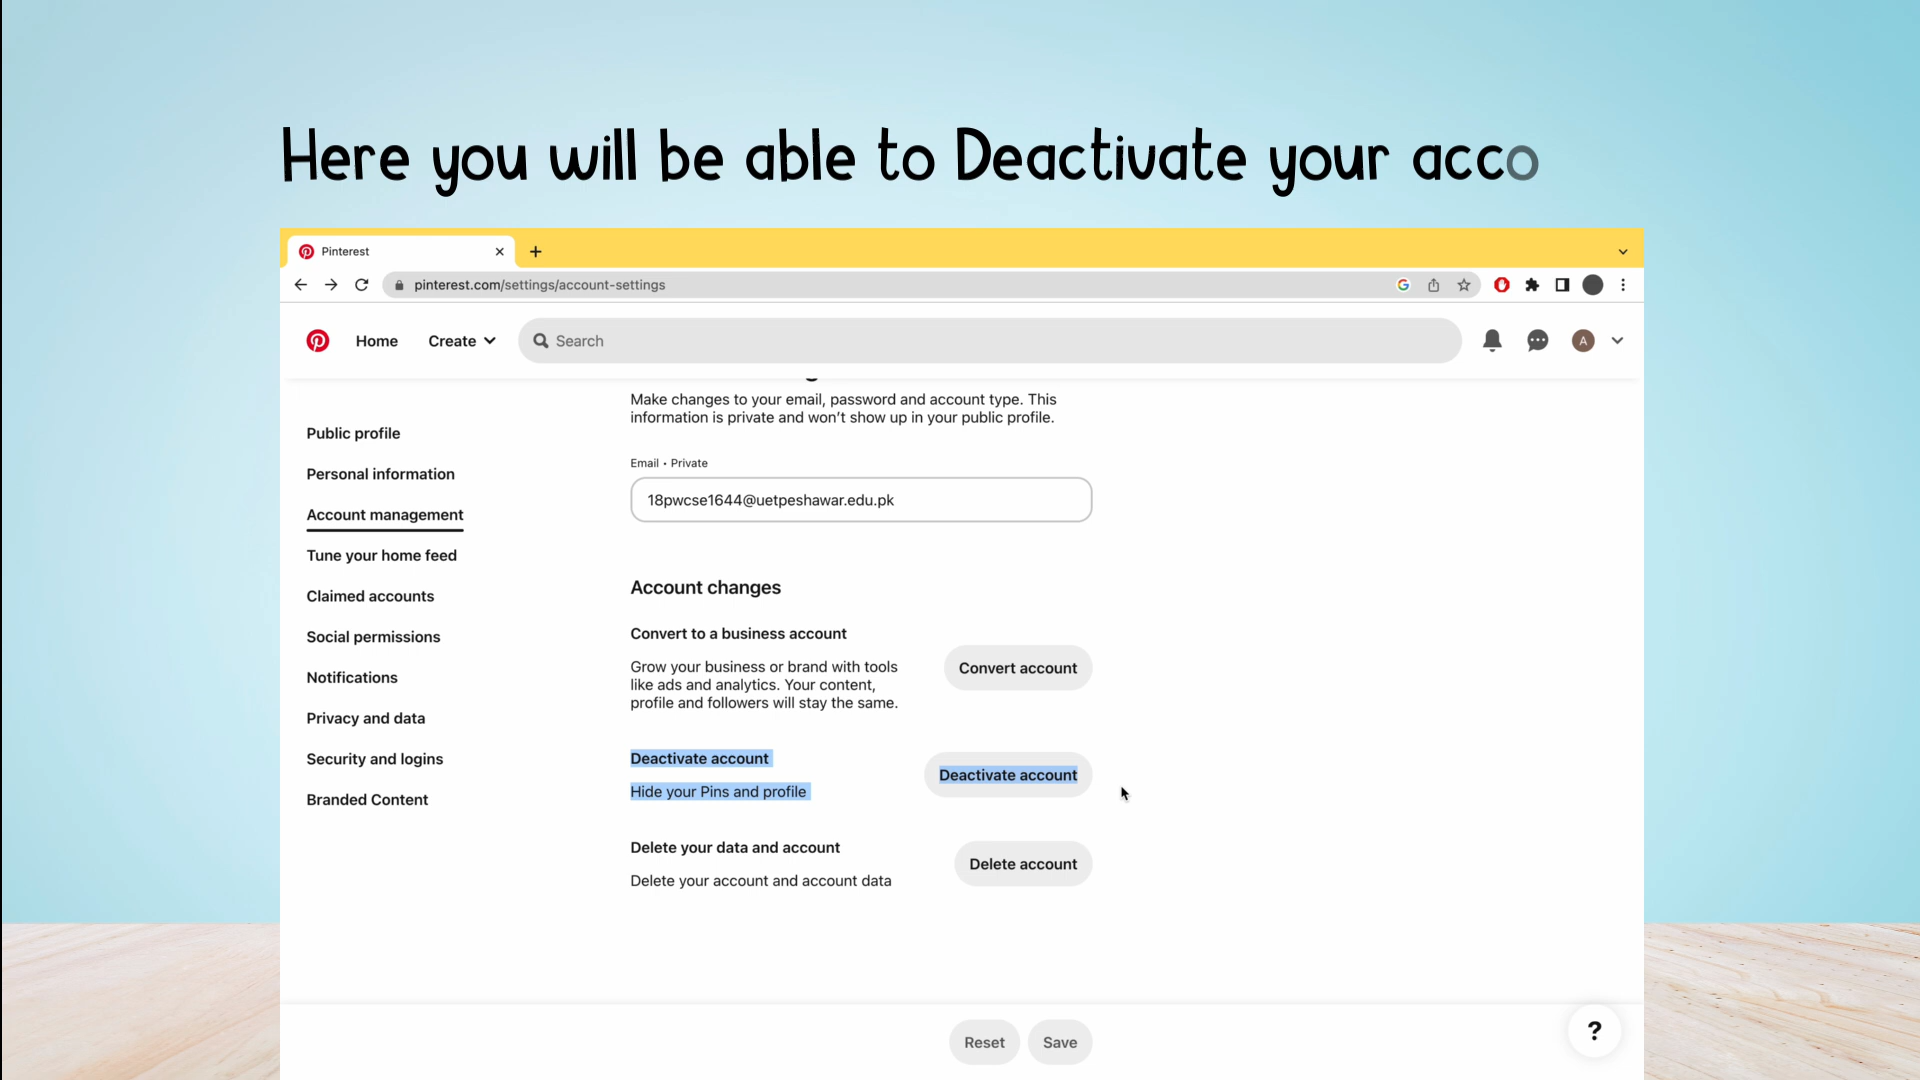 Here you will be able to Deactivate your acco
Pinterest
pinterest.com/settings/account-settings
Home
Create
Search
A
Make changes to your email, password and account type. This
information is private and won’t show up in your public profile.
Public profile
Personal information
Account management
Tune your home feed
Claimed accounts
Social permissions
Notifications
Privacy and data
Security and logins
Branded Content
Email • Private
18pwcse1644@uetpeshawar.edu.pk
Account changes
Convert to a business account
Grow your business or brand with tools
like ads and analytics. Your content,
profile and followers will stay the same.
Convert account
Deactivate account
Hide your Pins and profile
Deactivate account
Delete your data and account
Delete your account and account data
Delete account
Reset
Save
?